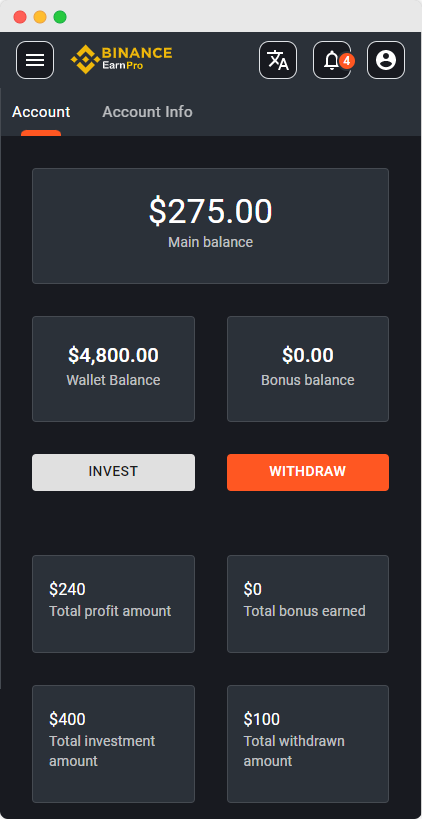 BINANCE
EarnPro
4
Account
Account Info
$275.00
Main balance
$4,800.00
Wallet Balance
$0.00
Bonus balance
INVEST
WITHDRAW
$240
Total profit amount
$0
Total bonus earned
$400
Total investment
amount
$100
Total withdrawn
amount